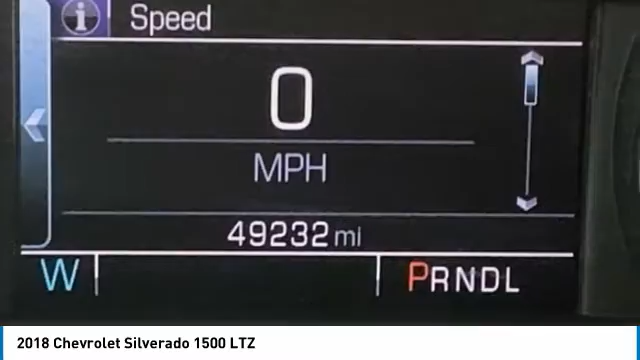 Speed
0
MPH
49232 mi
W PRNDL
2018 Chevrolet Silverado 1500 LTZ